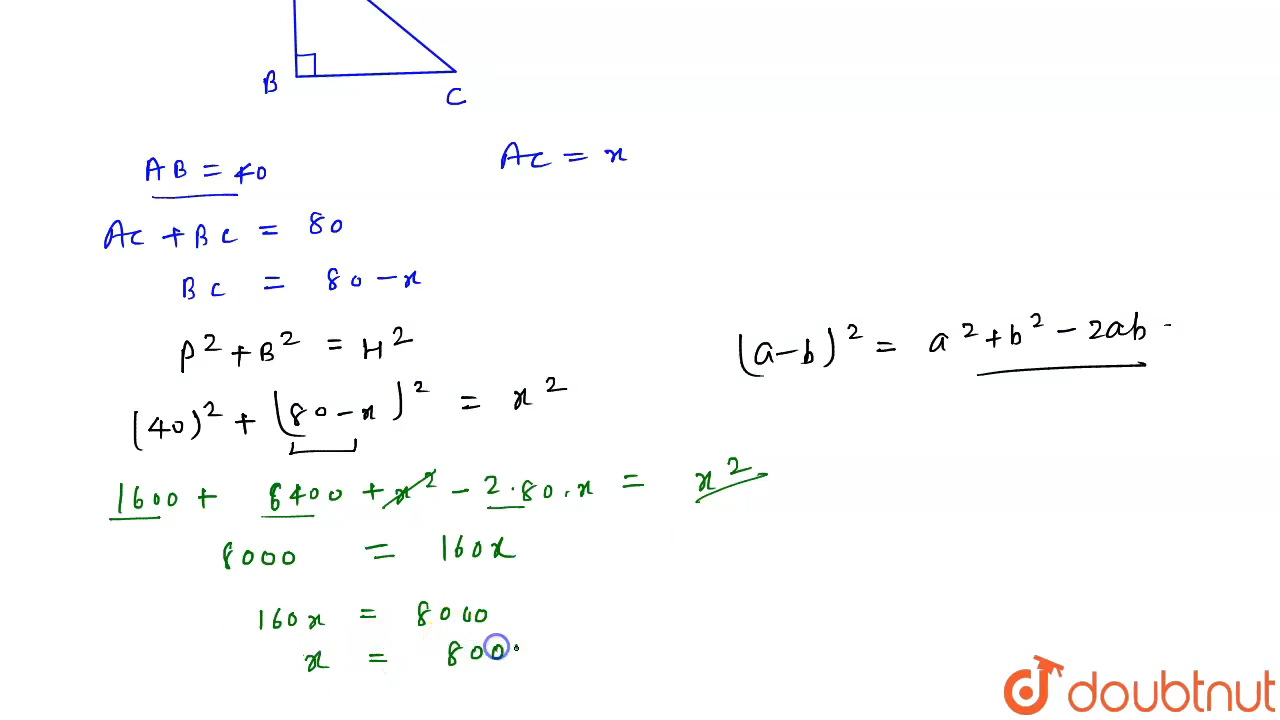 B
C
AB = 40
AC = x
AC + BC = 80
BC = 80 - x
P² + B² = H²
(a-b)² = a² + b² - 2ab
(40)² + (80-x)² = x²
1600 + 6400 + x² - 2.80.x = x²
8000 = 160x
160x = 8000
x = 800
doubtnut